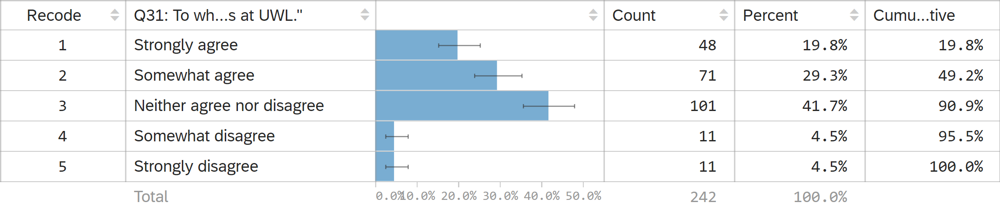 Recode Q31: To wh...s at UWL." Count Percent Cumu...tive
1 Strongly agree 48 19.8% 19.8%
2 Somewhat agree 71 29.3% 49.2%
3 Neither agree nor disagree 101 41.7% 90.9%
4 Somewhat disagree 11 4.5% 95.5%
5 Strongly disagree 11 4.5% 100.0%
Total 0.0% 10.0% 20.0% 30.0% 40.0% 50.0% 242 100.0%